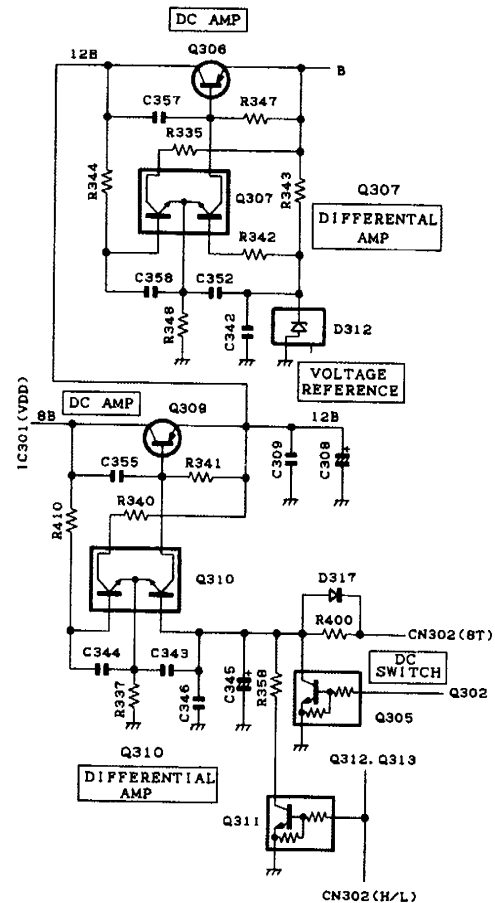 DC AMP
Q306
12B
B
C357
R347
R335
R344
Q307
R343
Q307
DIFFERENTAL
AMP
R342
C358
C352
R348
C342
D312
VOLTAGE
REFERENCE
DC AMP
Q309
IC301(VDD)
8B
12B
C355
R341
C309
C308
R340
R410
Q310
D317
R400
CN302(8T)
C344
C343
DC
SWITCH
R337
C346
C345
R358
Q302
Q305
Q310
DIFFERENTIAL
AMP
Q312. Q313
Q311
CN302(H/L)